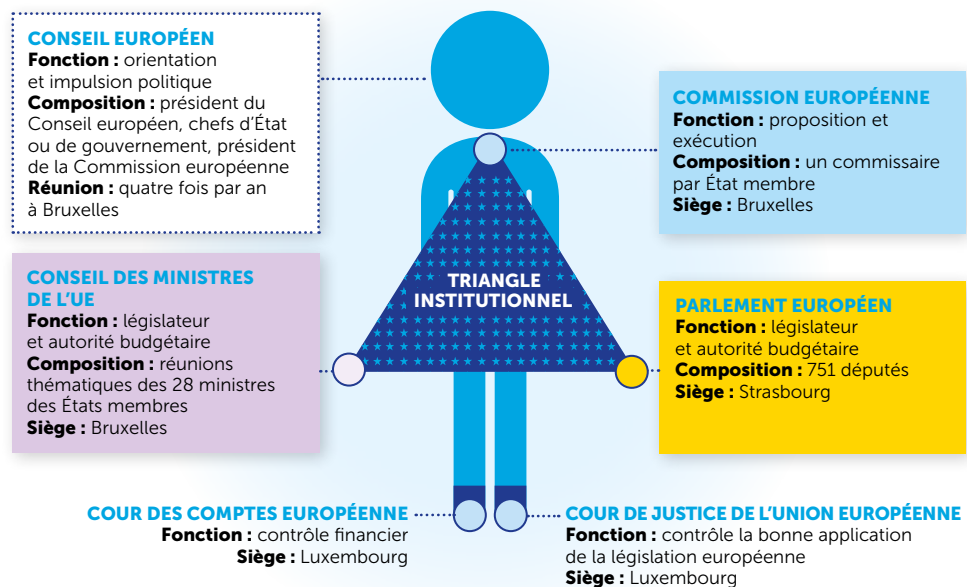 CONSEIL EUROPÉEN
Fonction : orientation
et impulsion politique
Composition : président du
Conseil européen, chefs d'État
ou de gouvernement, président
de la Commission européenne
Réunion : quatre fois par an
à Bruxelles
COMMISSION EUROPÉENNE
Fonction : proposition et
exécution
Composition : un commissaire
par État membre
Siège : Bruxelles
CONSEIL DES MINISTRES
DE L'UE
Fonction : législateur
et autorité budgétaire
Composition : réunions
thématiques des 28 ministres
des États membres
Siège : Bruxelles
TRIANGLE
INSTITUTIONNEL
PARLEMENT EUROPÉEN
Fonction : législateur
et autorité budgétaire
Composition : 751 députés
Siège : Strasbourg
COUR DES COMPTES EUROPÉENNE
Fonction : contrôle financier
Siège : Luxembourg
COUR DE JUSTICE DE L'UNION EUROPÉENNE
Fonction : contrôle la bonne application
de la législation européenne
Siège : Luxembourg